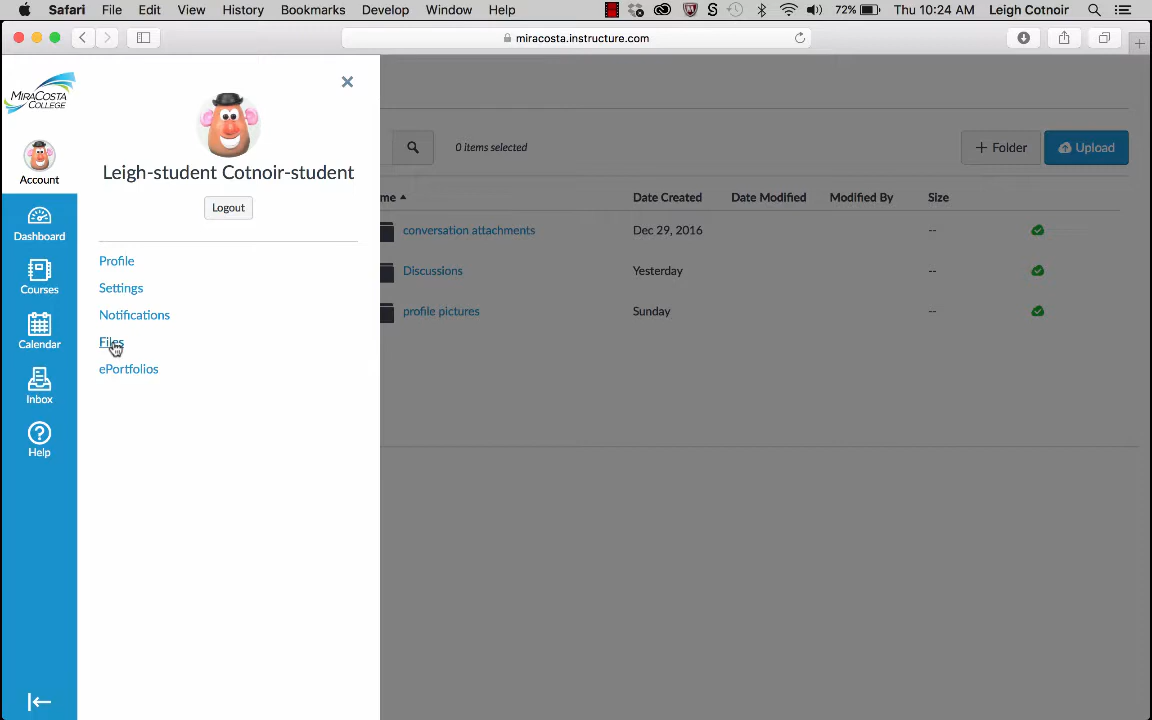 Safari File Edit View History Bookmarks Develop Window Help S 72% Thu 10:24 AM Leigh Cotnoir
miracosta.instructure.com
MIRACOSTA COLLEGE
Account
Dashboard
Courses
Calendar
Inbox
Help
Leigh-student Cotnoir-student
Logout
Profile
Settings
Notifications
Files
ePortfolios
0 items selected
+ Folder
Upload
me Date Created Date Modified Modified By Size
conversation attachments Dec 29, 2016 --
Discussions Yesterday --
profile pictures Sunday --